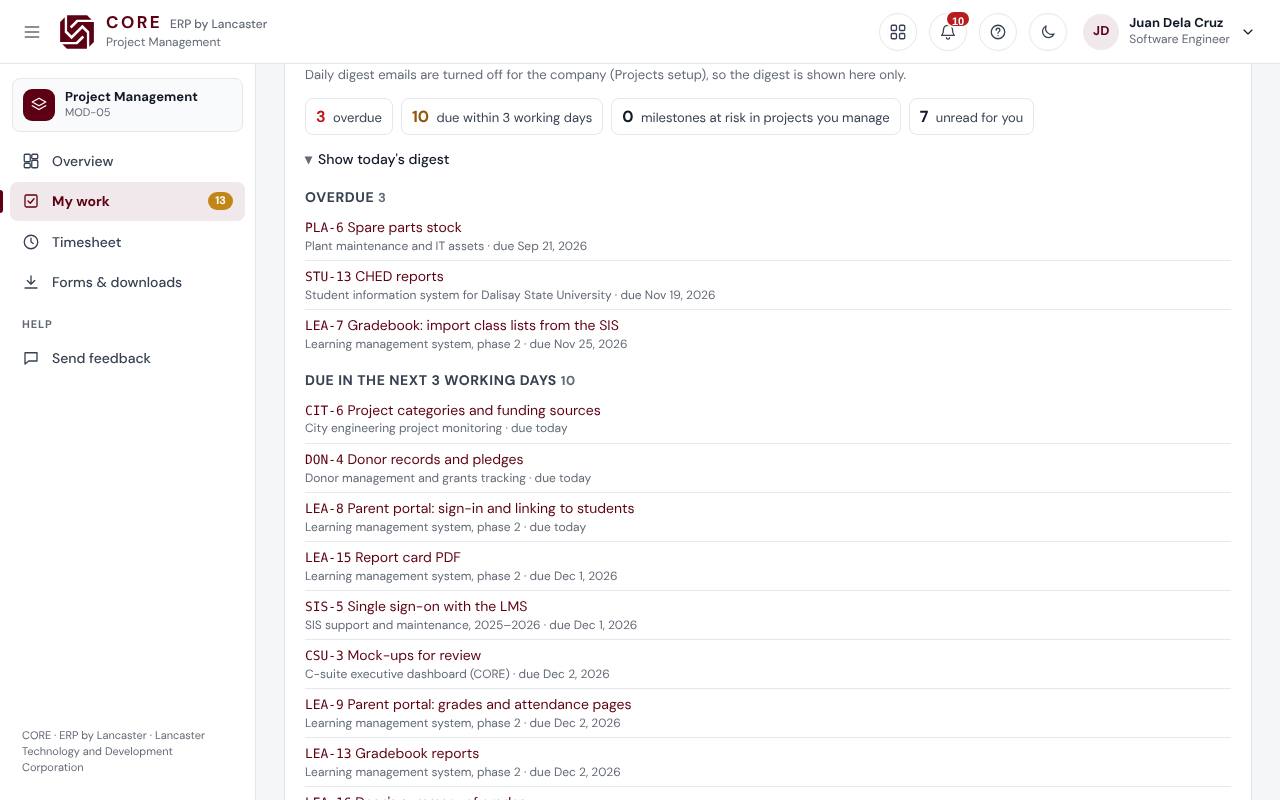 CORE ERP by Lancaster
Project Management
10
JD
Juan Dela Cruz
Software Engineer
Project Management
MOD-05
Overview
My work 13
Timesheet
Forms & downloads
HELP
Send feedback
CORE · ERP by Lancaster · Lancaster
Technology and Development
Corporation
Daily digest emails are turned off for the company (Projects setup), so the digest is shown here only.
3 overdue
10 due within 3 working days
0 milestones at risk in projects you manage
7 unread for you
▼ Show today's digest
OVERDUE 3
PLA-6 Spare parts stock
Plant maintenance and IT assets · due Sep 21, 2026
STU-13 CHED reports
Student information system for Dalisay State University · due Nov 19, 2026
LEA-7 Gradebook: import class lists from the SIS
Learning management system, phase 2 · due Nov 25, 2026
DUE IN THE NEXT 3 WORKING DAYS 10
CIT-6 Project categories and funding sources
City engineering project monitoring · due today
DON-4 Donor records and pledges
Donor management and grants tracking · due today
LEA-8 Parent portal: sign-in and linking to students
Learning management system, phase 2 · due today
LEA-15 Report card PDF
Learning management system, phase 2 · due Dec 1, 2026
SIS-5 Single sign-on with the LMS
SIS support and maintenance, 2025–2026 · due Dec 1, 2026
CSU-3 Mock-ups for review
C-suite executive dashboard (CORE) · due Dec 2, 2026
LEA-9 Parent portal: grades and attendance pages
Learning management system, phase 2 · due Dec 2, 2026
LEA-13 Gradebook reports
Learning management system, phase 2 · due Dec 2, 2026